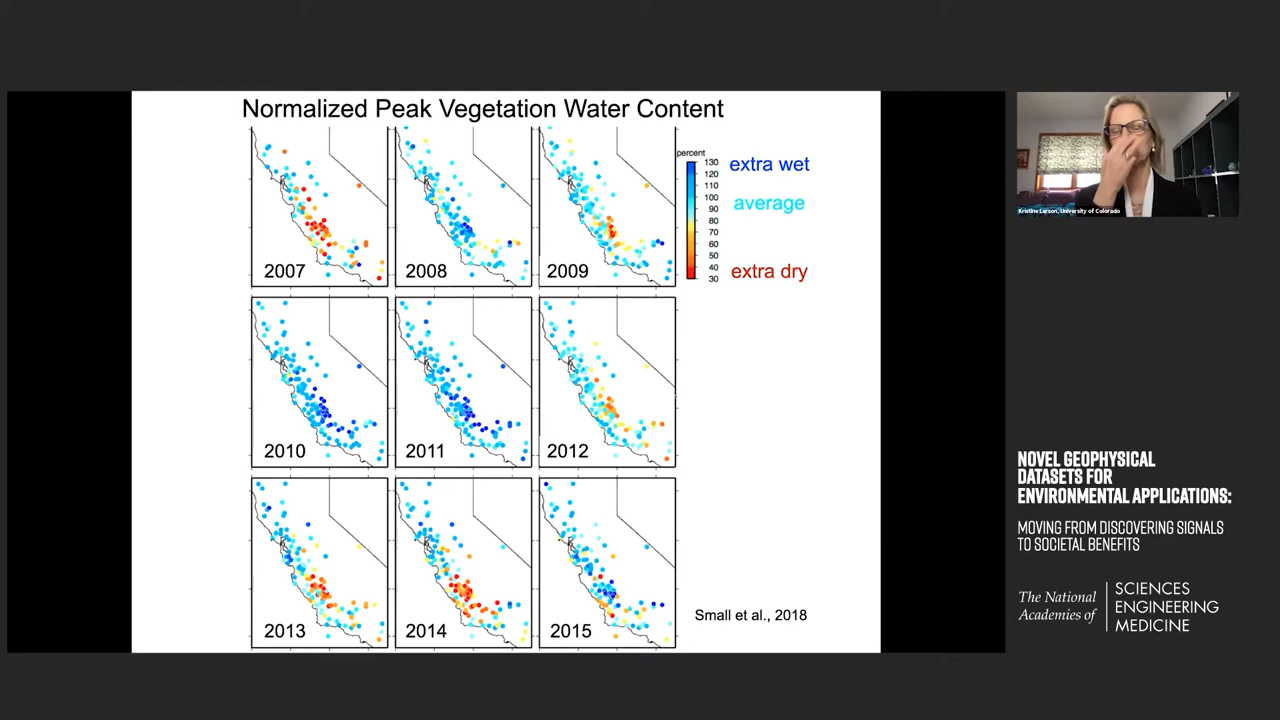 Normalized Peak Vegetation Water Content
percent
130
120
110
100
90
80
70
60
50
40
30
extra wet
average
extra dry
2007
2008
2009
2010
2011
2012
2013
2014
2015
Small et al., 2018
Kristine Larson, University of Colorado
NOVEL GEOPHYSICAL
DATASETS FOR
ENVIRONMENTAL APPLICATIONS:
MOVING FROM DISCOVERING SIGNALS
TO SOCIETAL BENEFITS
The National
Academies of
SCIENCES
ENGINEERING
MEDICINE